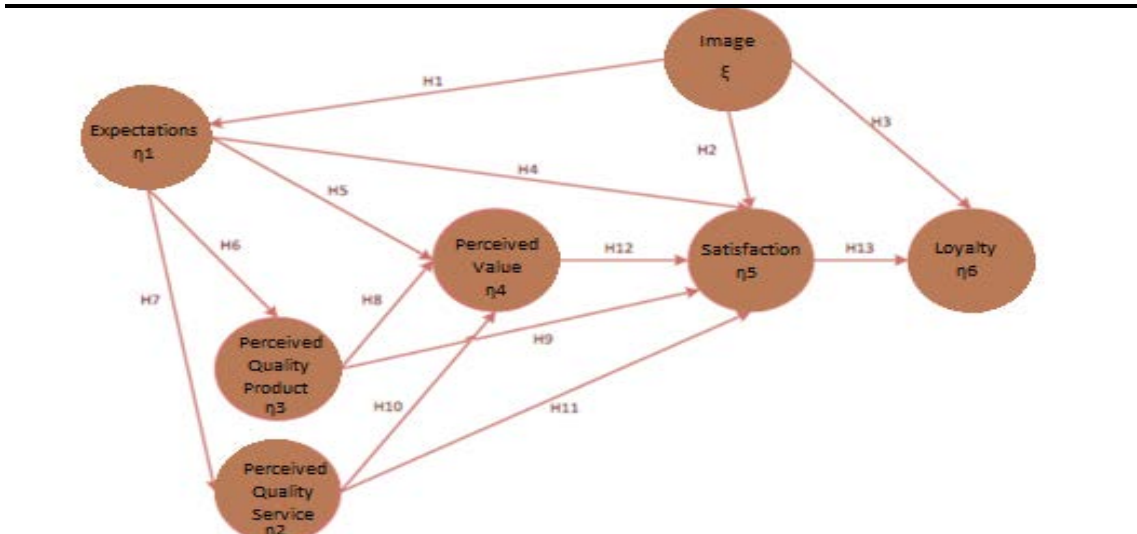 Image
ξ
H1
H3
Expectations
η1
H2
H4
H5
H6
Perceived
Value
η4
H12
Satisfaction
η5
H13
Loyalty
η6
H7
H8
H9
Perceived
Quality
Product
η3
H10
H11
Perceived
Quality
Service
η2